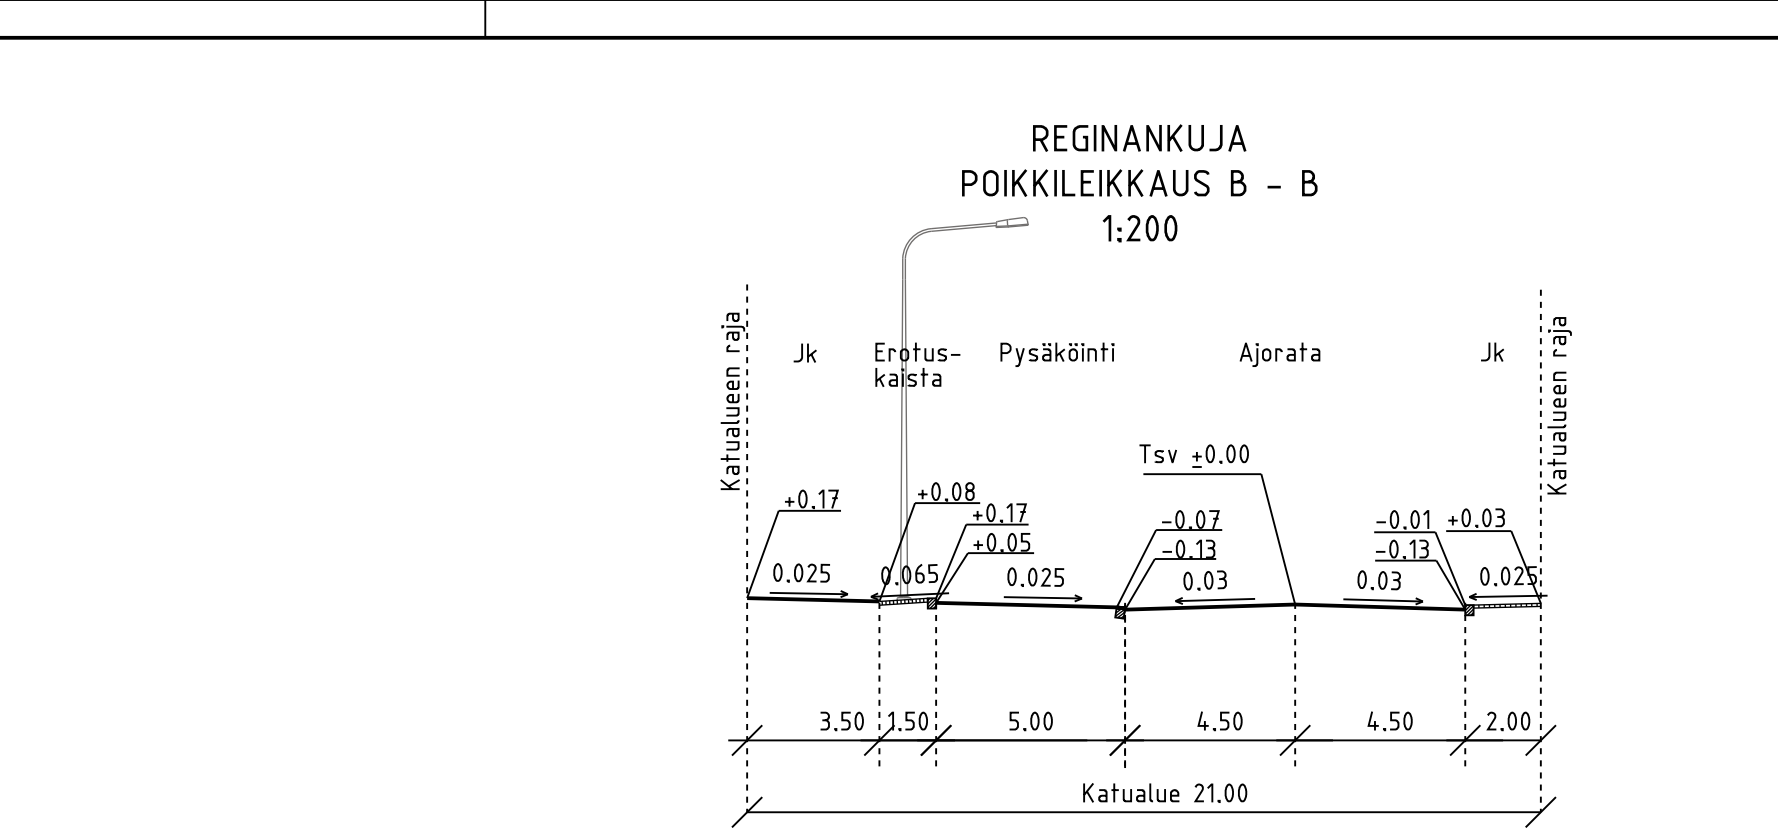 REGINANKUJA
POIKKILEIKKAUS B - B
1:200
Katualueen raja
Jk
Erotus-
kaista
Pysäköinti
Ajorata
Jk
Katualueen raja
Tsv ±0.00
+0.17
+0.08
+0.17
+0.05
-0.07
-0.13
-0.01
+0.03
-0.13
0.025
0.065
0.025
0.03
0.03
0.025
3.50
1.50
5.00
4.50
4.50
2.00
Katualue 21.00